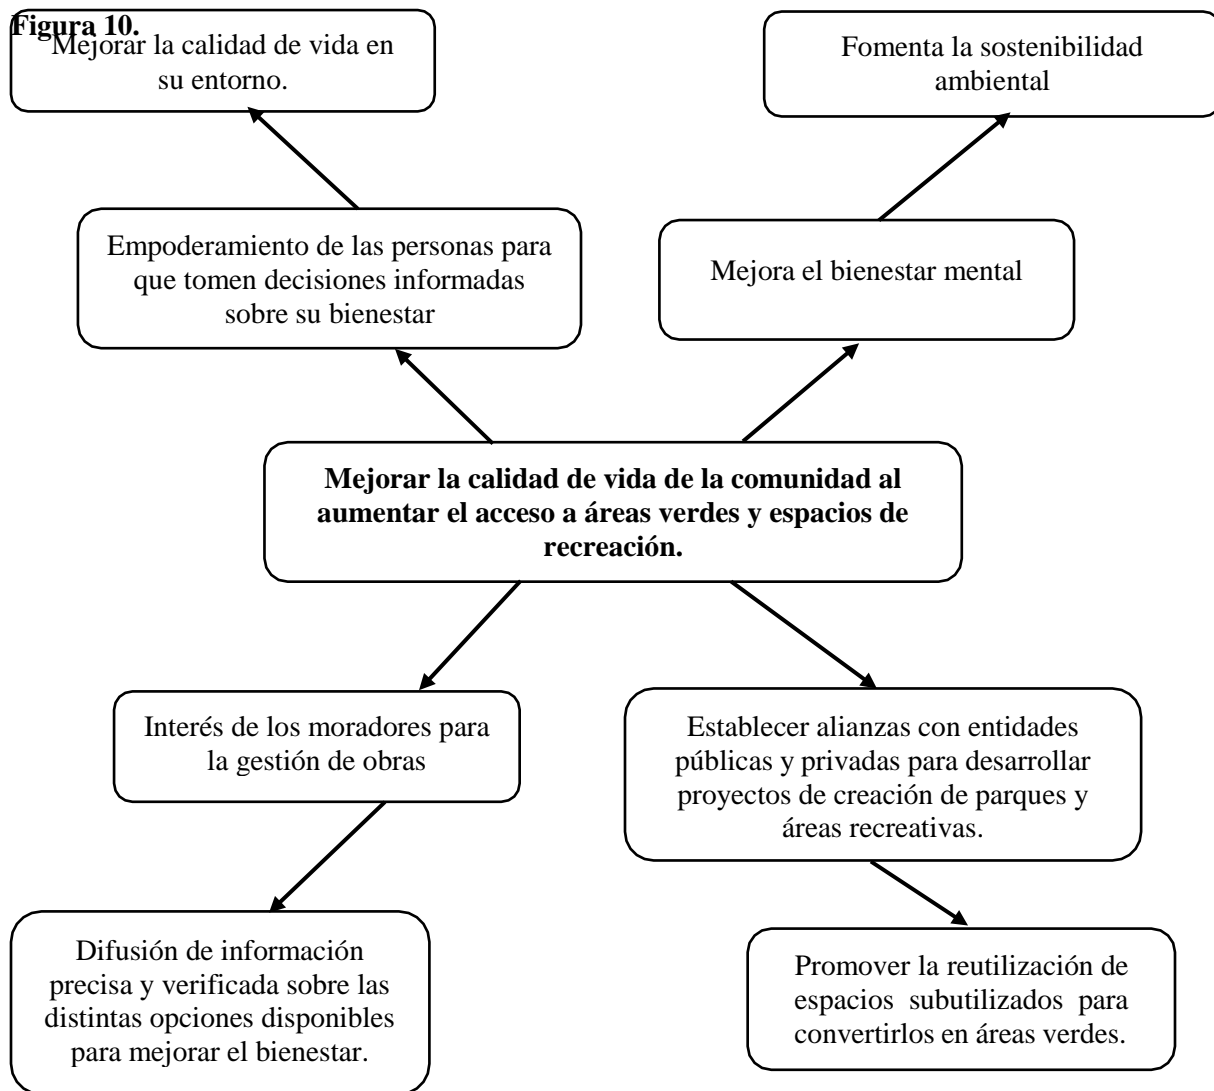 Figura 10.
Mejorar la calidad de vida en
su entorno.
Fomenta la sostenibilidad
ambiental
Empoderamiento de las personas para
que tomen decisiones informadas
sobre su bienestar
Mejora el bienestar mental
Mejorar la calidad de vida de la comunidad al
aumentar el acceso a áreas verdes y espacios de
recreación.
Interés de los moradores para
la gestión de obras
Establecer alianzas con entidades
públicas y privadas para desarrollar
proyectos de creación de parques y
áreas recreativas.
Difusión de información
precisa y verificada sobre las
distintas opciones disponibles
para mejorar el bienestar.
Promover la reutilización de
espacios subutilizados para
convertirlos en áreas verdes.